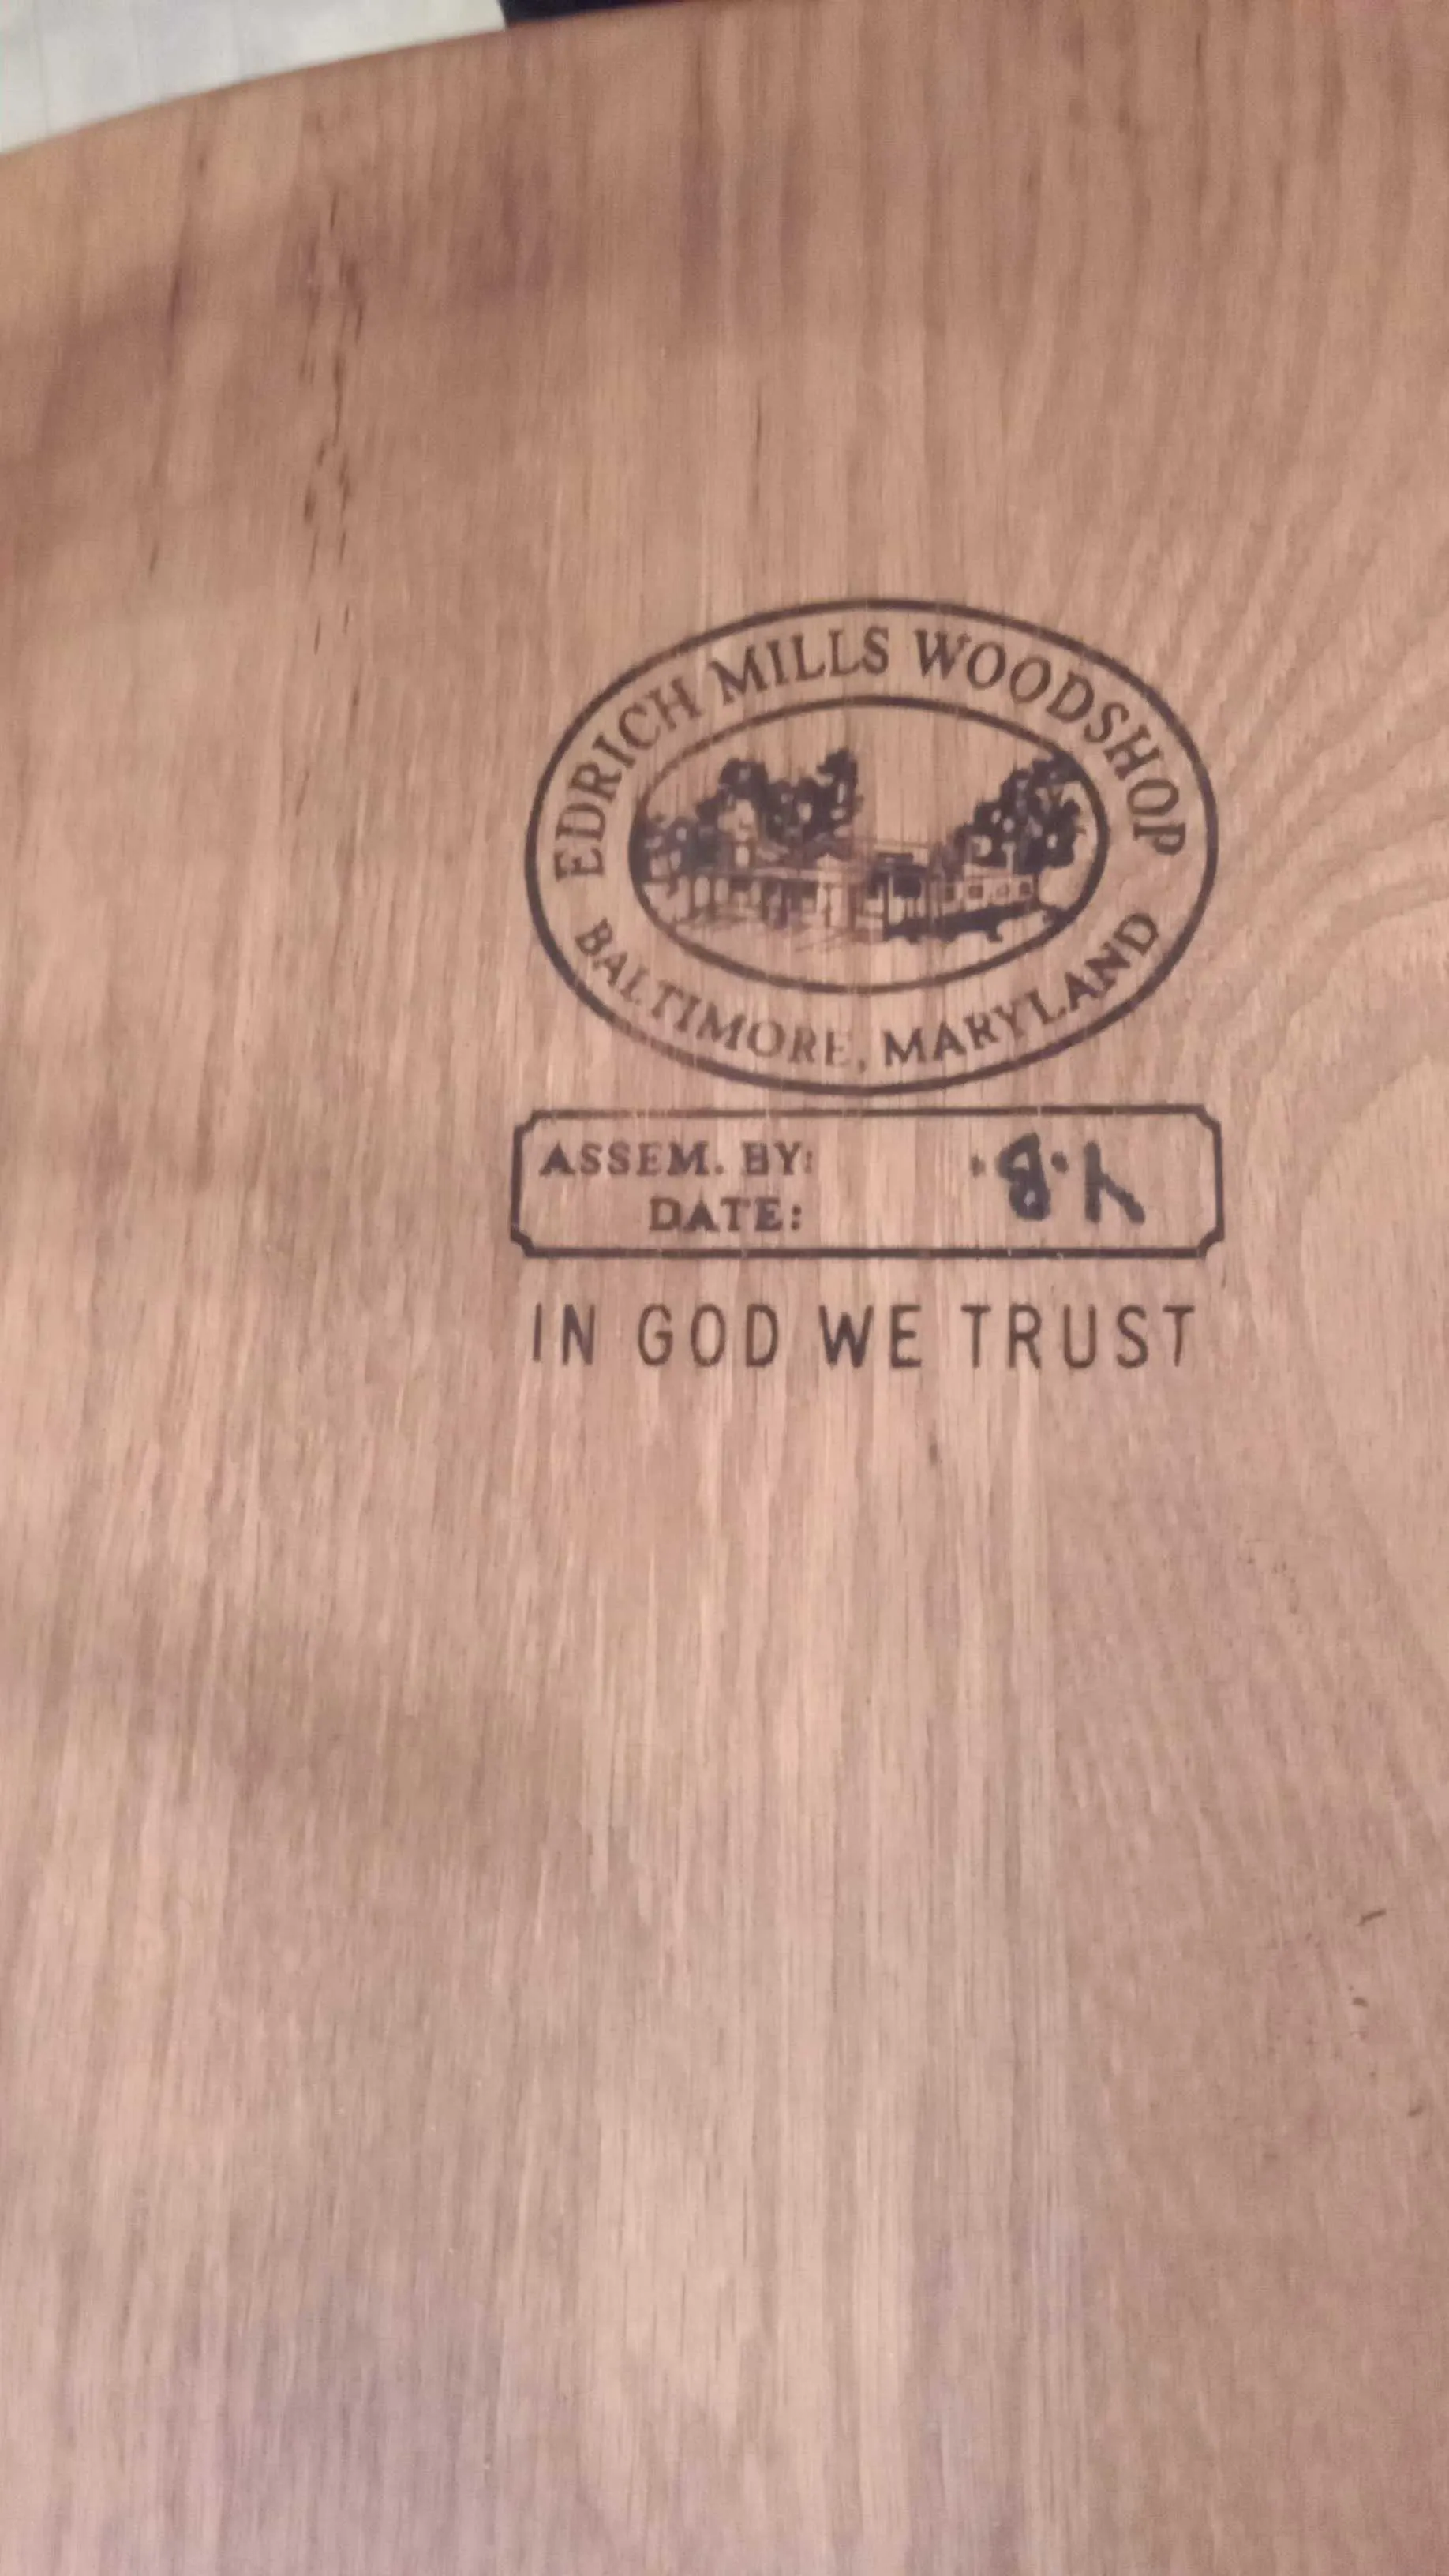 EDRICH MILLS WOODSHOP
BALTIMORE, MARYLAND
ASSEM. BY:
DATE:
IN GOD WE TRUST